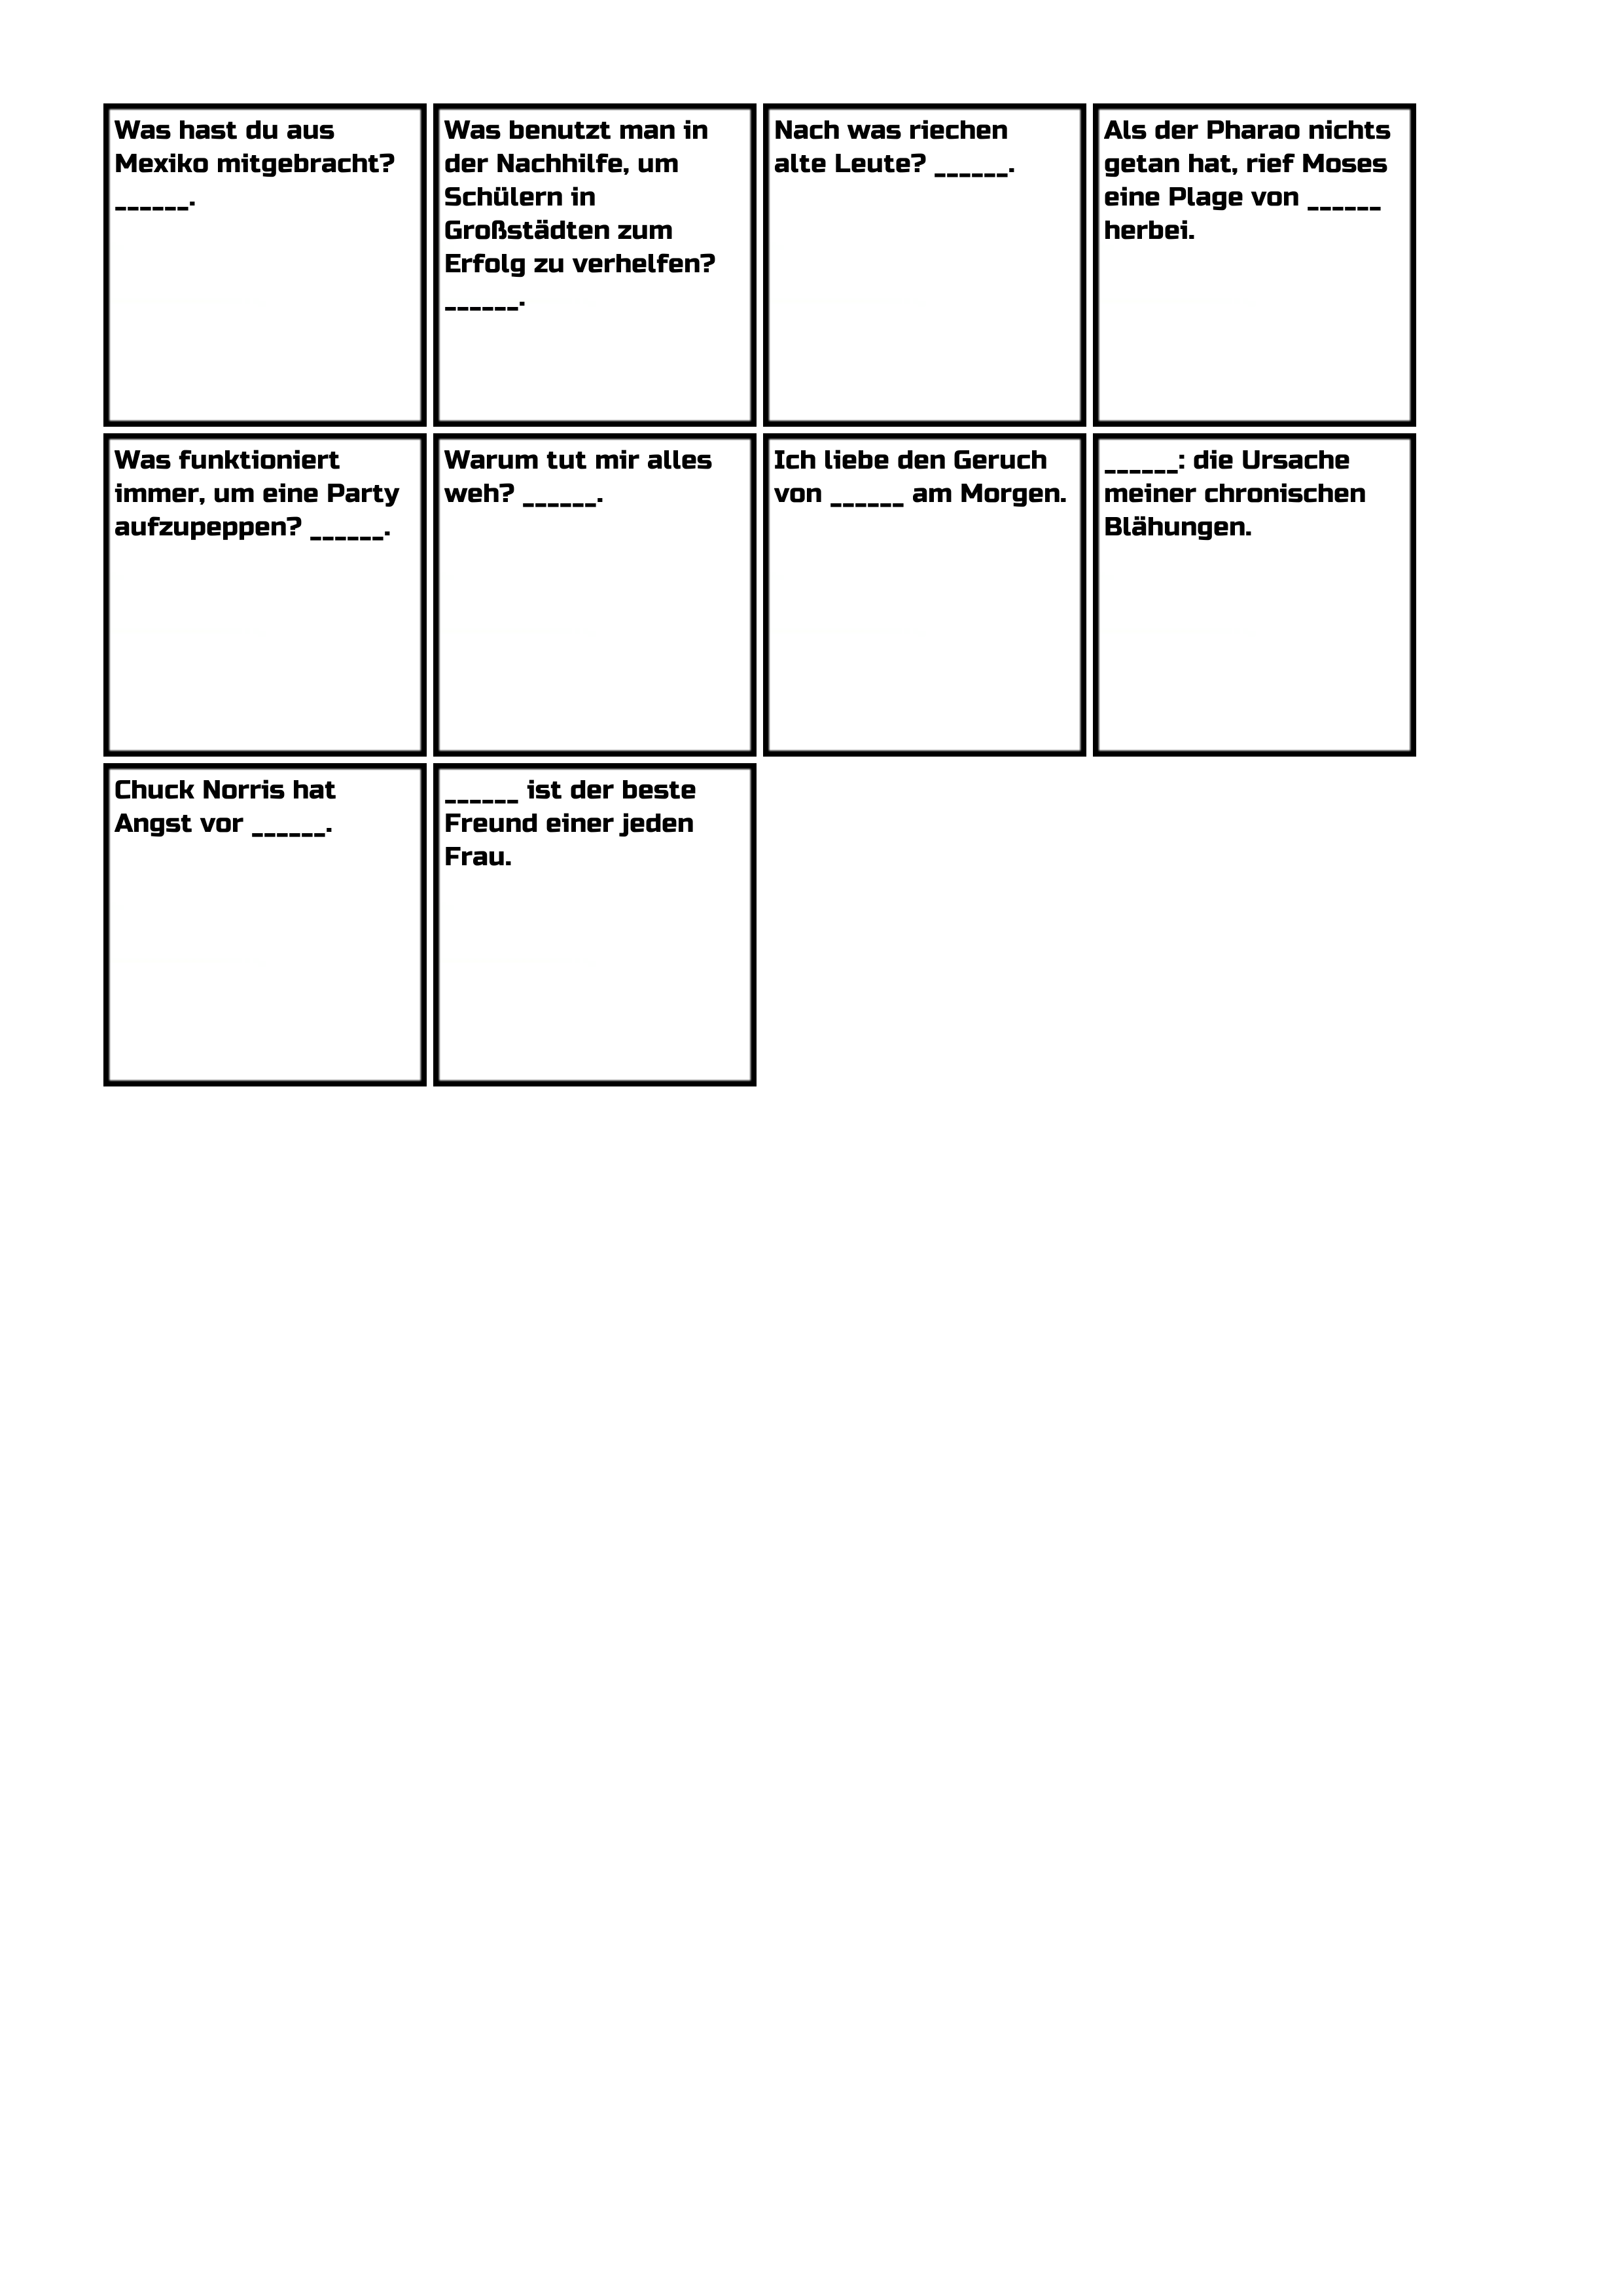 Was hast du aus
Mexiko mitgebracht?
______.
Was benutzt man in
der Nachhilfe, um
Schülern in
Großstädten zum
Erfolg zu verhelfen?
______.
Nach was riechen
alte Leute? ______.
Als der Pharao nichts
getan hat, rief Moses
eine Plage von ______
herbei.
Was funktioniert
immer, um eine Party
aufzupeppen? ______.
Warum tut mir alles
weh? ______.
Ich liebe den Geruch
von ______ am Morgen.
______: die Ursache
meiner chronischen
Blähungen.
Chuck Norris hat
Angst vor ______.
______ ist der beste
Freund einer jeden
Frau.